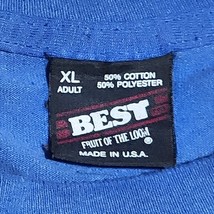 XL
ADULT
50% COTTON
50% POLYESTER
BEST
FRUIT OF THE LOOM
®
MADE IN U.S.A.